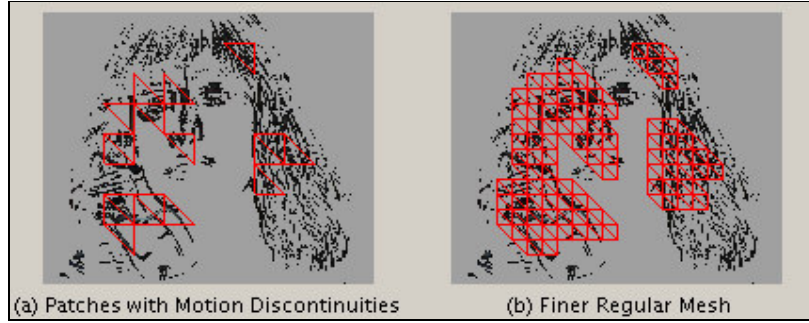 (a) Patches with Motion Discontinuities
(b) Finer Regular Mesh